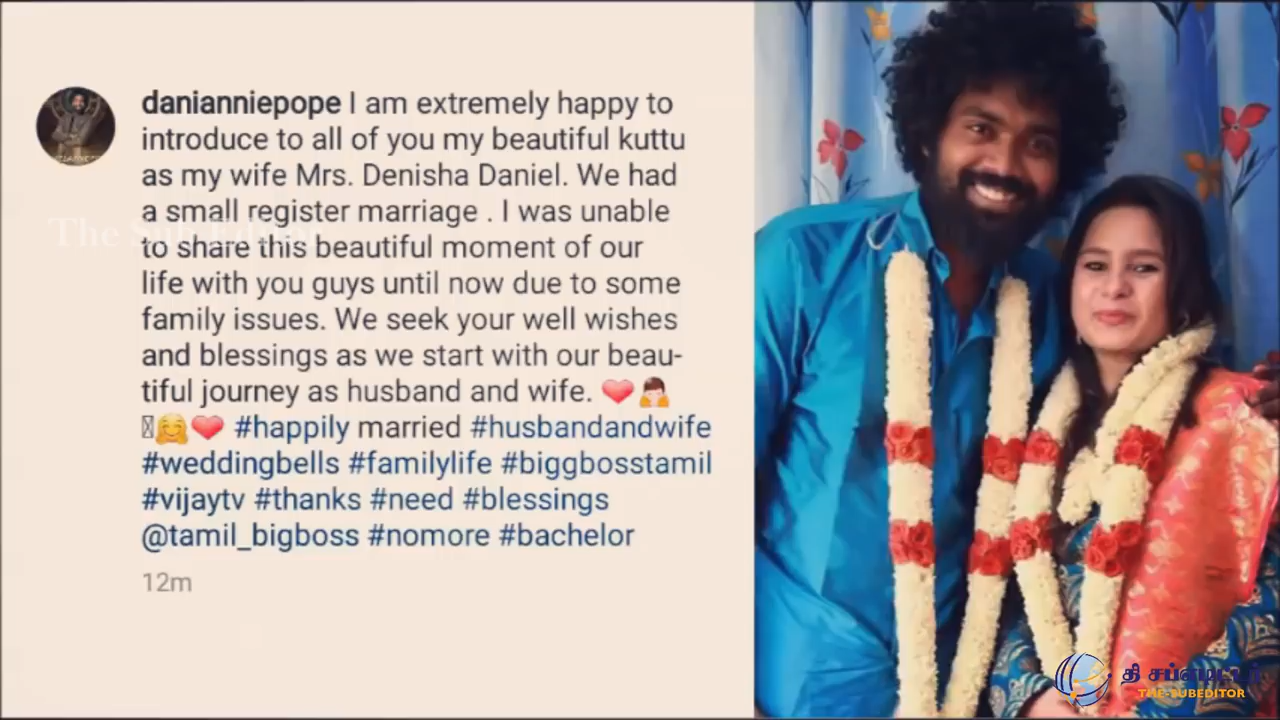 danianniepope I am extremely happy to
introduce to all of you my beautiful kuttu
as my wife Mrs. Denisha Daniel. We had
a small register marriage . I was unable
to share this beautiful moment of our
life with you guys until now due to some
family issues. We seek your well wishes
and blessings as we start with our beau-
tiful journey as husband and wife. ❤️🙇
🤗❤️ #happily married #husbandandwife
#weddingbells #familylife #biggbosstamil
#vijaytv #thanks #need #blessings
@tamil_bigboss #nomore #bachelor
12m
The Sub Editor
தி சப்எடிட்டர்
THE-SUBEDITOR